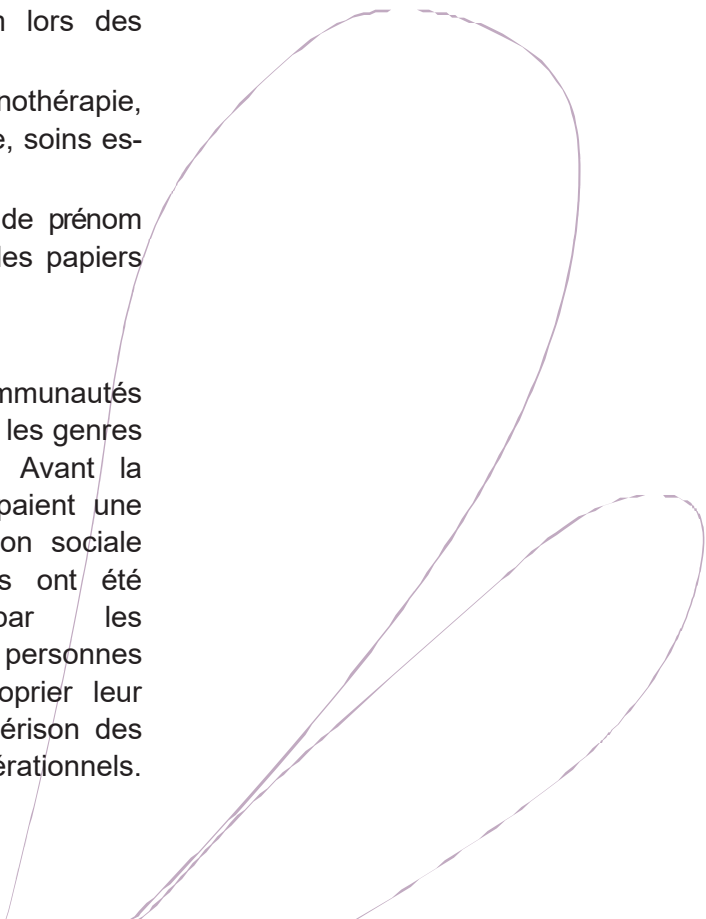 lors des
nothérapie,
e, soins es-
de prénom
les papiers
mmunautés
les genres
Avant la
paient une
on sociale
s ont été
par les
personnes
oprier leur
érison des
érationnels.